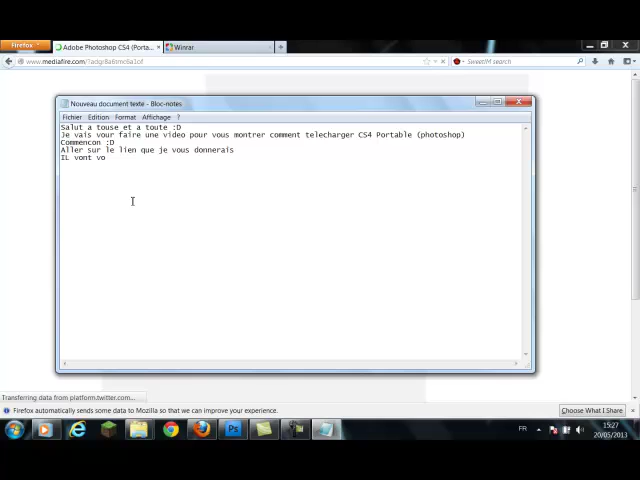 Firefox
Adobe Photoshop CS4 (Porta...
Winrar
www.mediafire.com/?adgr8a6tmc6a1of
SweetIM search
Nouveau document texte - Bloc-notes
Fichier Edition Format Affichage ?
Salut a touse et a toute :D
Je vais vour faire une video pour vous montrer comment telecharger CS4 Portable (photoshop)
Commencon :D
Aller sur le lien que je vous donnerais
IL vont vo
Transferring data from platform.twitter.com...
Firefox automatically sends some data to Mozilla so that we can improve your experience.
Choose What I Share
FR
15:27
20/05/2013